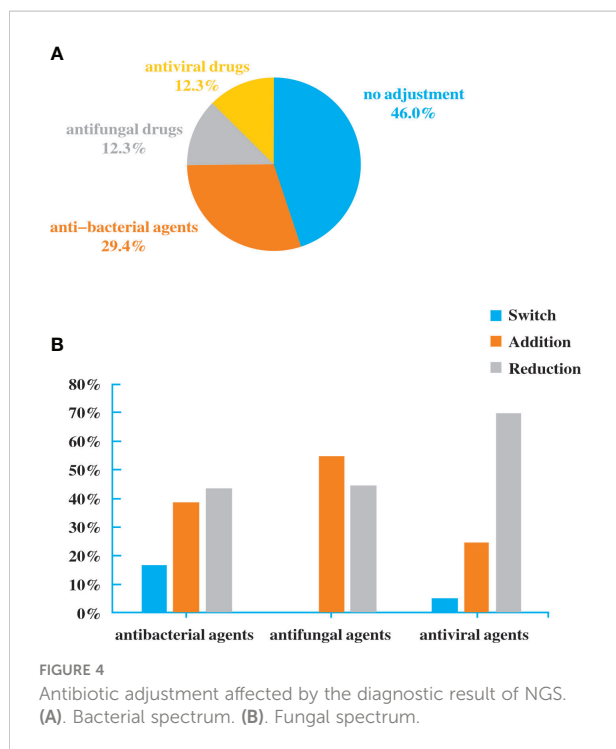 A
antiviral drugs
12.3%
no adjustment
46.0%
antifungal drugs
12.3%
anti–bacterial agents
29.4%
Switch
Addition
Reduction
B
80%
70%
60%
50%
40%
30%
20%
10%
0%
antibacterial agents antifungal agents antiviral agents
FIGURE 4
Antibiotic adjustment affected by the diagnostic result of NGS.
(A). Bacterial spectrum. (B). Fungal spectrum.